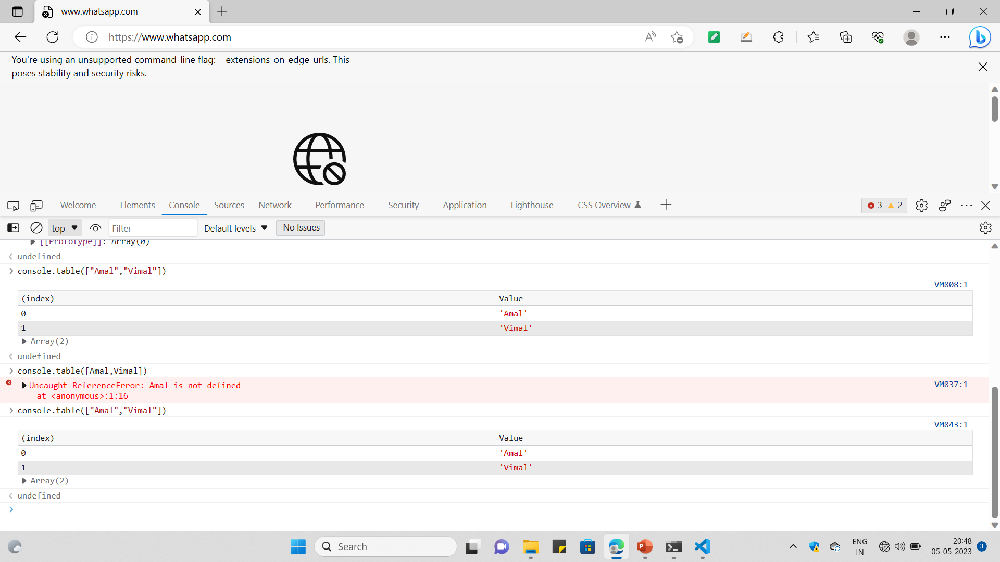 www.whatsapp.com
https://www.whatsapp.com
You're using an unsupported command-line flag: --extensions-on-edge-urls. This
poses stability and security risks.
Welcome Elements Console Sources Network Performance Security Application Lighthouse CSS Overview 3 2
top Filter Default levels No Issues
[[Prototype]]: Array(0)
undefined
console.table(["Amal","Vimal"])
VM808:1
(index) Value
0 'Amal'
1 'Vimal'
Array(2)
undefined
console.table([Amal,Vimal])
Uncaught ReferenceError: Amal is not defined VM837:1
at <anonymous>:1:16
console.table(["Amal","Vimal"])
VM843:1
(index) Value
0 'Amal'
1 'Vimal'
Array(2)
undefined
Search
ENG
IN
20:48
05-05-2023
3